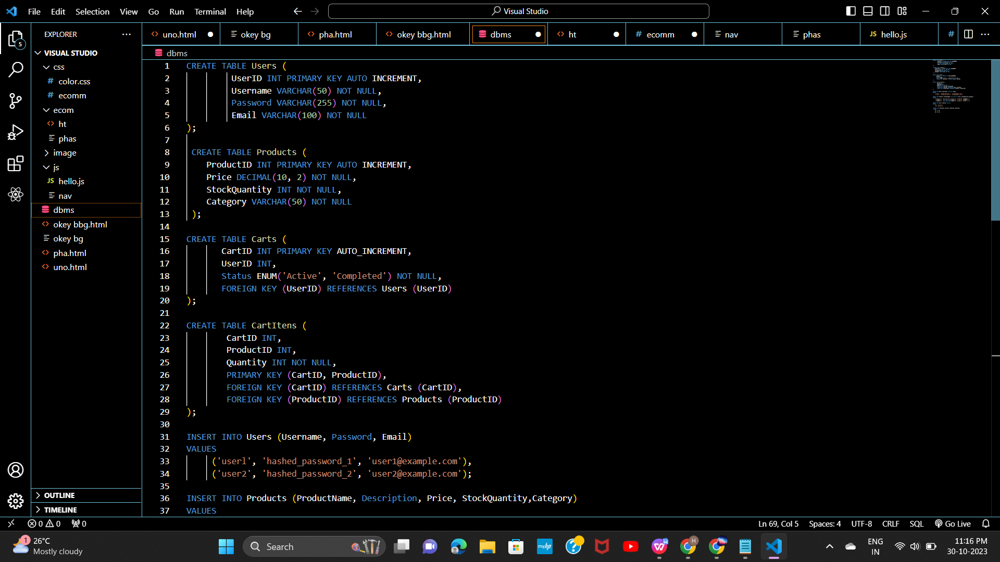 File Edit Selection View Go Run Terminal Help
Visual Studio
EXPLORER
uno.html
okey bg
pha.html
okey bbg.html
dbms
ht
# ecomm
nav
phas
JS hello.js
#
5
VISUAL STUDIO
css
# color.css
# ecomm
ecom
ht
phas
image
js
JS hello.js
nav
dbms
okey bbg.html
okey bg
pha.html
uno.html
OUTLINE
TIMELINE
dbms
1 CREATE TABLE Users (
2 UserID INT PRIMARY KEY AUTO INCREMENT,
3 Username VARCHAR(50) NOT NULL,
4 Password VARCHAR(255) NOT NULL,
5 Email VARCHAR(100) NOT NULL
6 );
7
8 CREATE TABLE Products (
9 ProductID INT PRIMARY KEY AUTO INCREMENT,
10 Price DECIMAL(10, 2) NOT NULL,
11 StockQuantity INT NOT NULL,
12 Category VARCHAR(50) NOT NULL
13 );
14
15 CREATE TABLE Carts (
16 CartID INT PRIMARY KEY AUTO_INCREMENT,
17 UserID INT,
18 Status ENUM('Active', 'Completed') NOT NULL,
19 FOREIGN KEY (UserID) REFERENCES Users (UserID)
20 );
21
22 CREATE TABLE CartItens (
23 CartID INT,
24 ProductID INT,
25 Quantity INT NOT NULL,
26 PRIMARY KEY (CartID, ProductID),
27 FOREIGN KEY (CartID) REFERENCES Carts (CartID),
28 FOREIGN KEY (ProductID) REFERENCES Products (ProductID)
29 );
30
31 INSERT INTO Users (Username, Password, Email)
32 VALUES
33 ('userl', 'hashed_password_1', 'user1@example.com'),
34 ('user2', 'hashed_password_2', 'user2@example.com');
35
36 INSERT INTO Products (ProductName, Description, Price, StockQuantity,Category)
37 VALUES
0 0 0
Ln 69, Col 5 Spaces: 4 UTF-8 CRLF SQL Go Live
1
26°C
Mostly cloudy
Search
myhp
H
ENG
IN
11:16 PM
30-10-2023